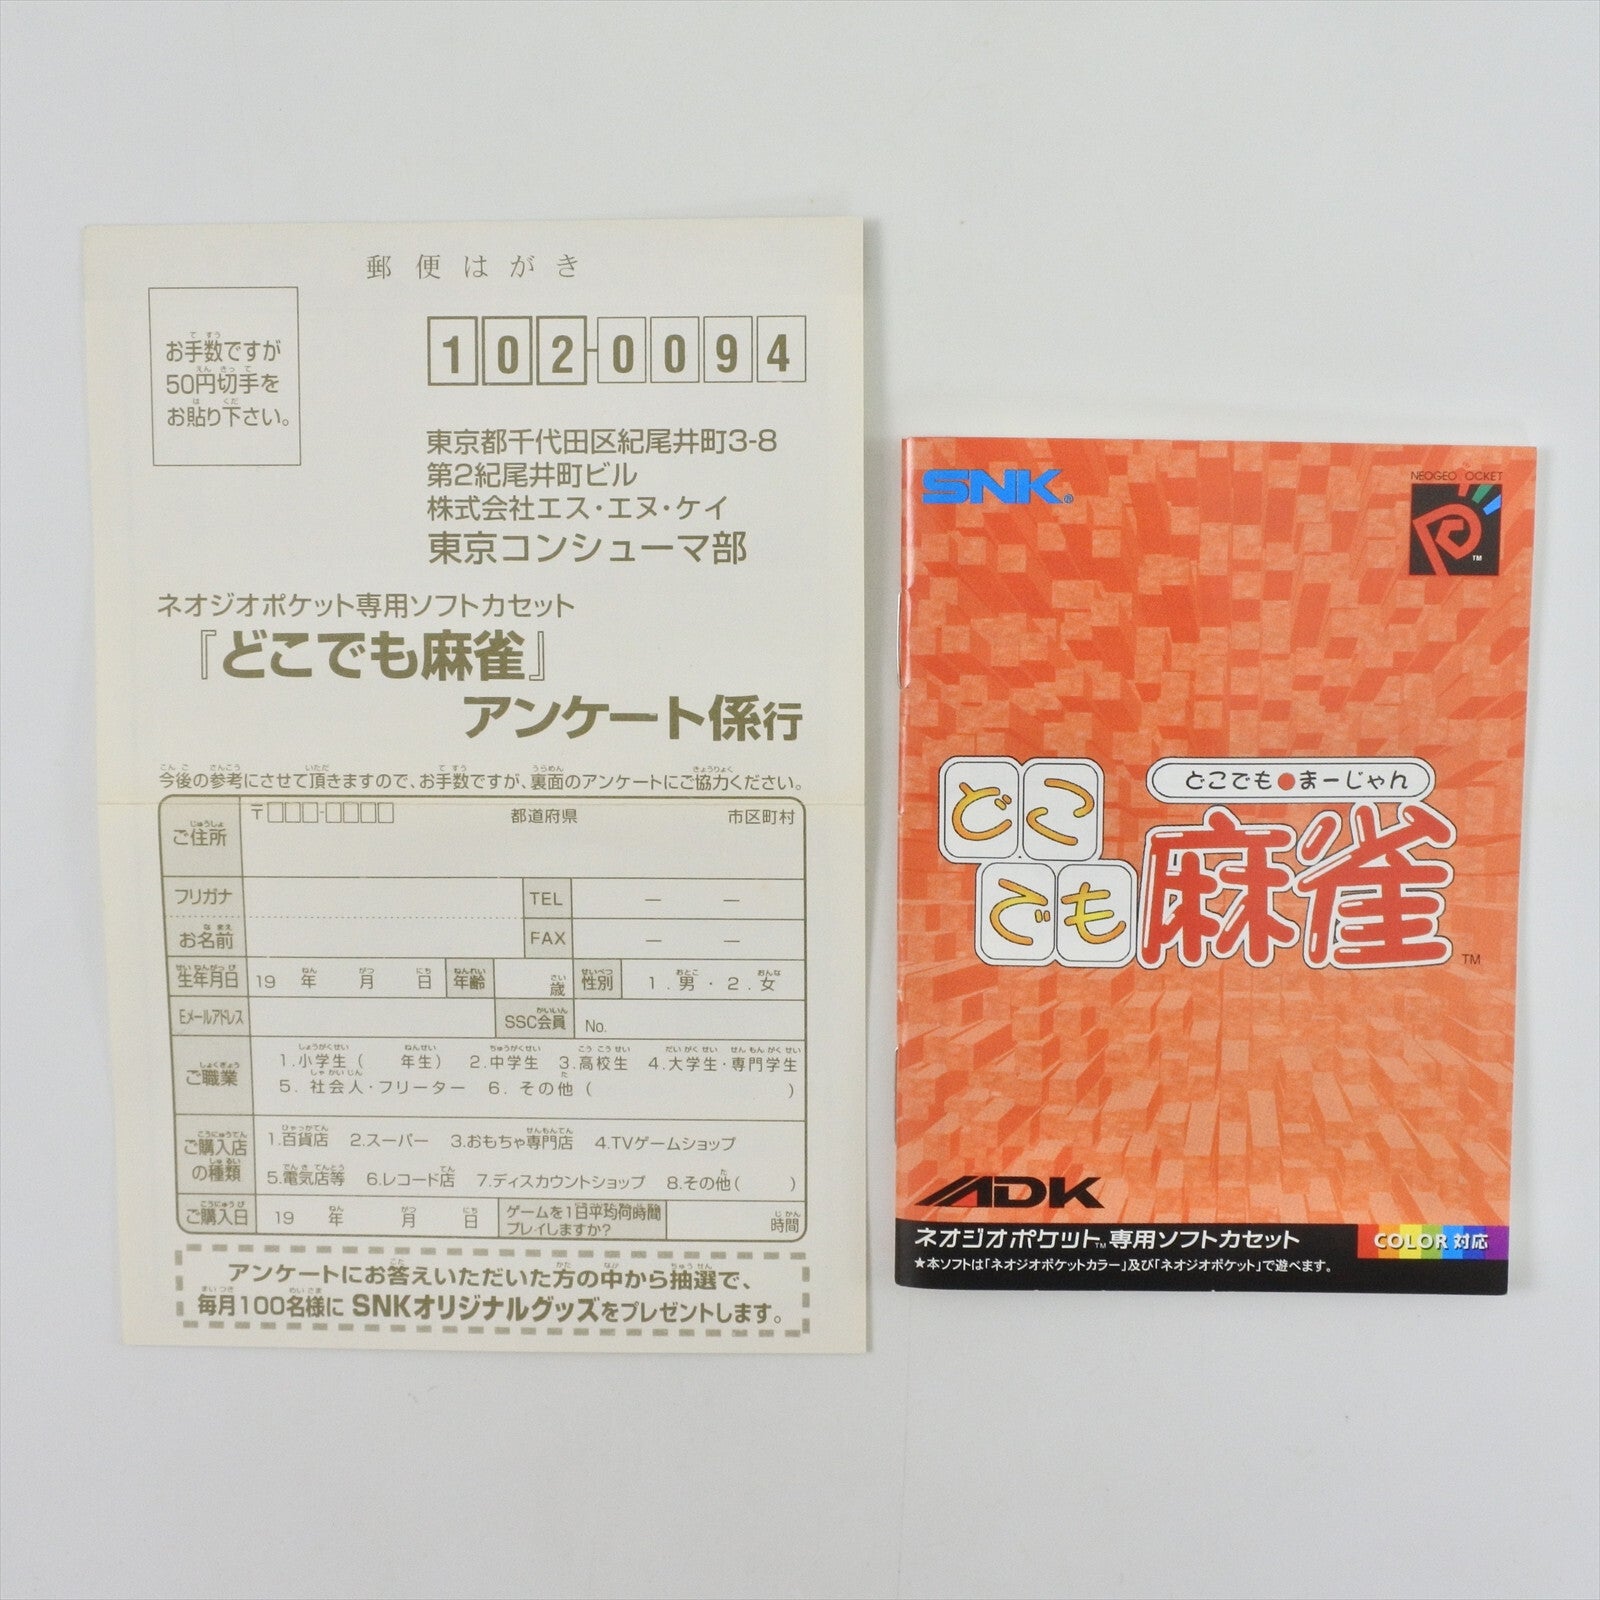 郵便はがき
お手数ですが
50円切手を
お貼り下さい。
102-0094
東京都千代田区紀尾井町3-8
第2紀尾井町ビル
株式会社エス・エヌ・ケイ
東京コンシューマ部
ネオジオポケット専用ソフトカセット
『どこでも麻雀』
アンケート係行
今後の参考にさせて頂きますので、お手数ですが、裏面のアンケートにご協力ください。
ご住所 〒□□□-□□□□ 都道府県 市区町村
フリガナ TEL — —
お名前 FAX — —
生年月日 19 年 月 日 年齢 歳 性別 1.男・2.女
Eメールアドレス SSC会員 No.
ご職業 1.小学生( 年生) 2.中学生 3.高校生 4.大学生・専門学生
5.社会人・フリーター 6.その他( )
ご購入店の種類 1.百貨店 2.スーパー 3.おもちゃ専門店 4.TVゲームショップ
5.電気店等 6.レコード店 7.ディスカウントショップ 8.その他( )
ご購入日 19 年 月 日 ゲームを1日平均何時間プレイしますか? 時間
アンケートにお答えいただいた方の中から抽選で、
毎月100名様にSNKオリジナルグッズをプレゼントします。
SNK®
NEOGEO POCKET
TM
どこでも●まーじゃん
どこでも麻雀
TM
ADK
ネオジオポケット™専用ソフトカセット
COLOR対応
★本ソフトは「ネオジオポケットカラー」及び「ネオジオポケット」で遊べます。